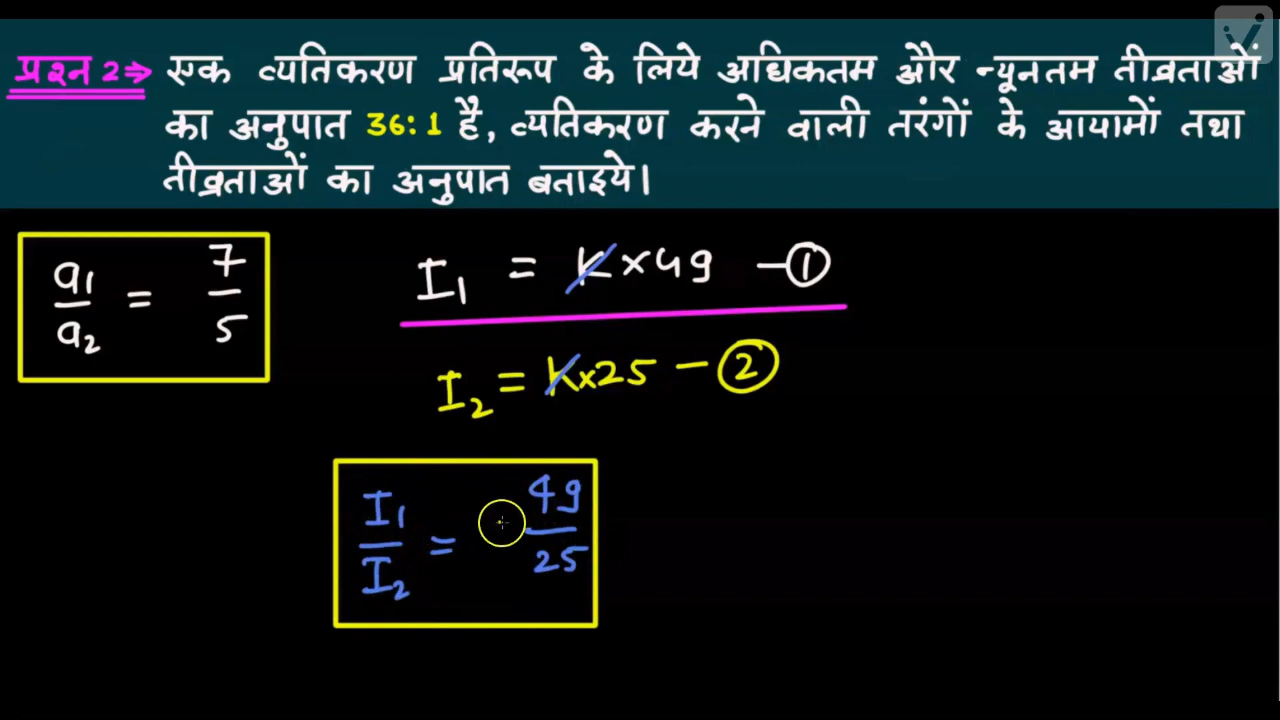 प्रश्न 2⇒ एक व्यतिकरण प्रतिरूप के लिये अधिकतम और न्यूनतम तीव्रताओं
का अनुपात 36:1 है, व्यतिकरण करने वाली तरंगों के आयामों तथा
तीव्रताओं का अनुपात बताइये।
a₁/a₂ = 7/5
I₁ = K×49 –①
I₂ = K×25 –②
I₁/I₂ = 49/25